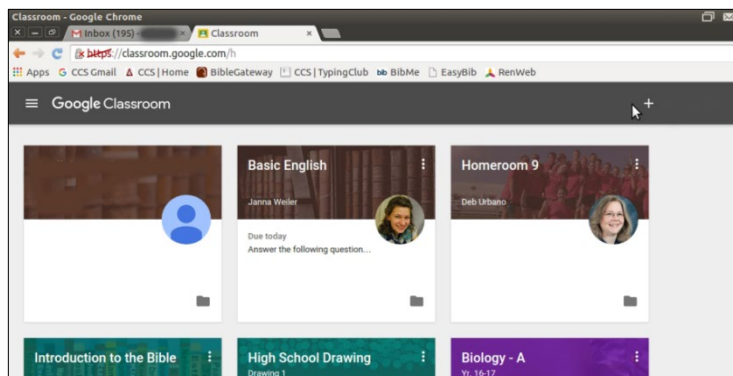 Classroom - Google Chrome
Inbox (195) -
Classroom
https://classroom.google.com/h
Apps CCS Gmail CCS | Home BibleGateway CCS | TypingClub bb BibMe EasyBib RenWeb
Google Classroom
Basic English
Janna Weiler
Due today
Answer the following question...
Homeroom 9
Deb Urbano
Introduction to the Bible
High School Drawing
Drawing 1
Biology - A
Yr. 16-17